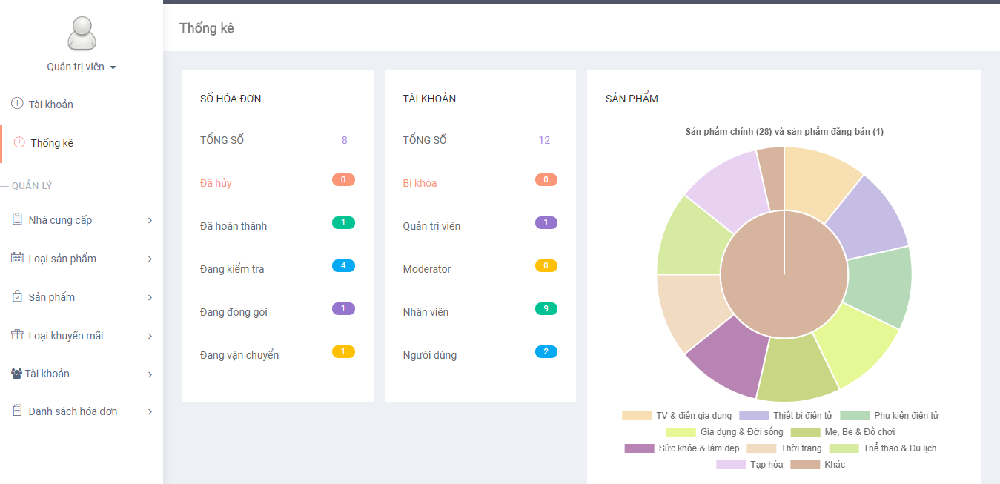 Quản trị viên
Tài khoản
Thống kê
QUẢN LÝ
Nhà cung cấp
Loại sản phẩm
Sản phẩm
Loại khuyến mãi
Tài khoản
Danh sách hóa đơn
Thống kê
SỐ HÓA ĐƠN
TỔNG SỐ 8
Đã hủy 0
Đã hoàn thành 1
Đang kiểm tra 4
Đang đóng gói 1
Đang vận chuyển 1
TÀI KHOẢN
TỔNG SỐ 12
Bị khóa 0
Quản trị viên 1
Moderator 0
Nhân viên 9
Người dùng 2
SẢN PHẨM
Sản phẩm chính (28) và sản phẩm đăng bán (1)
TV & điện gia dụng Thiết bị điện tử Phụ kiện điện tử
Gia dụng & Đời sống Mẹ, Bé & Đồ chơi
Sức khỏe & làm đẹp Thời trang Thể thao & Du lịch
Tạp hóa Khác